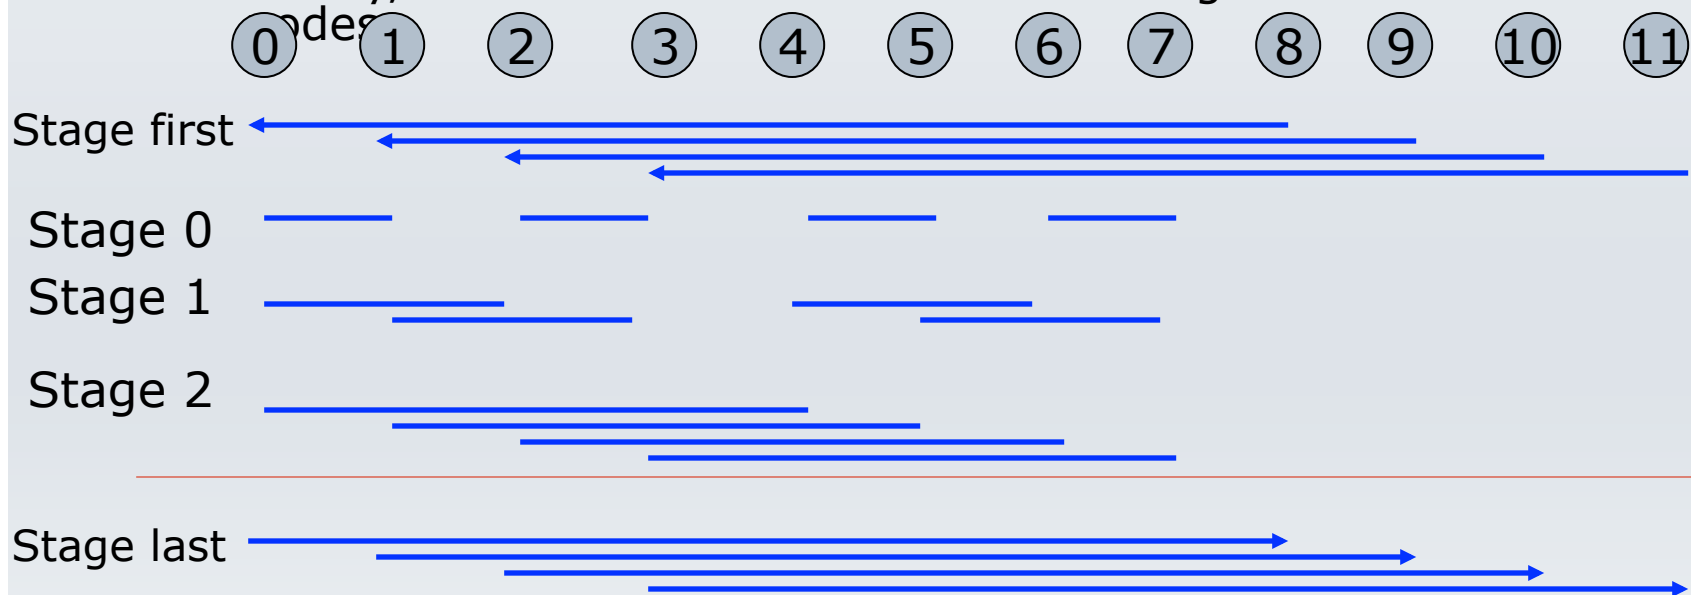 0 1 2 3 4 5 6 7 8 9 10 11
Stage first
Stage 0
Stage 1
Stage 2
Stage last